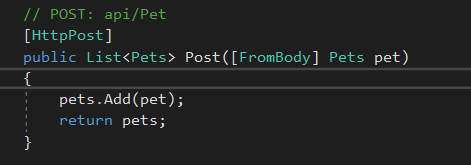 // POST: api/Pet
[HttpPost]
public List<Pets> Post([FromBody] Pets pet)
{
pets.Add(pet);
return pets;
}